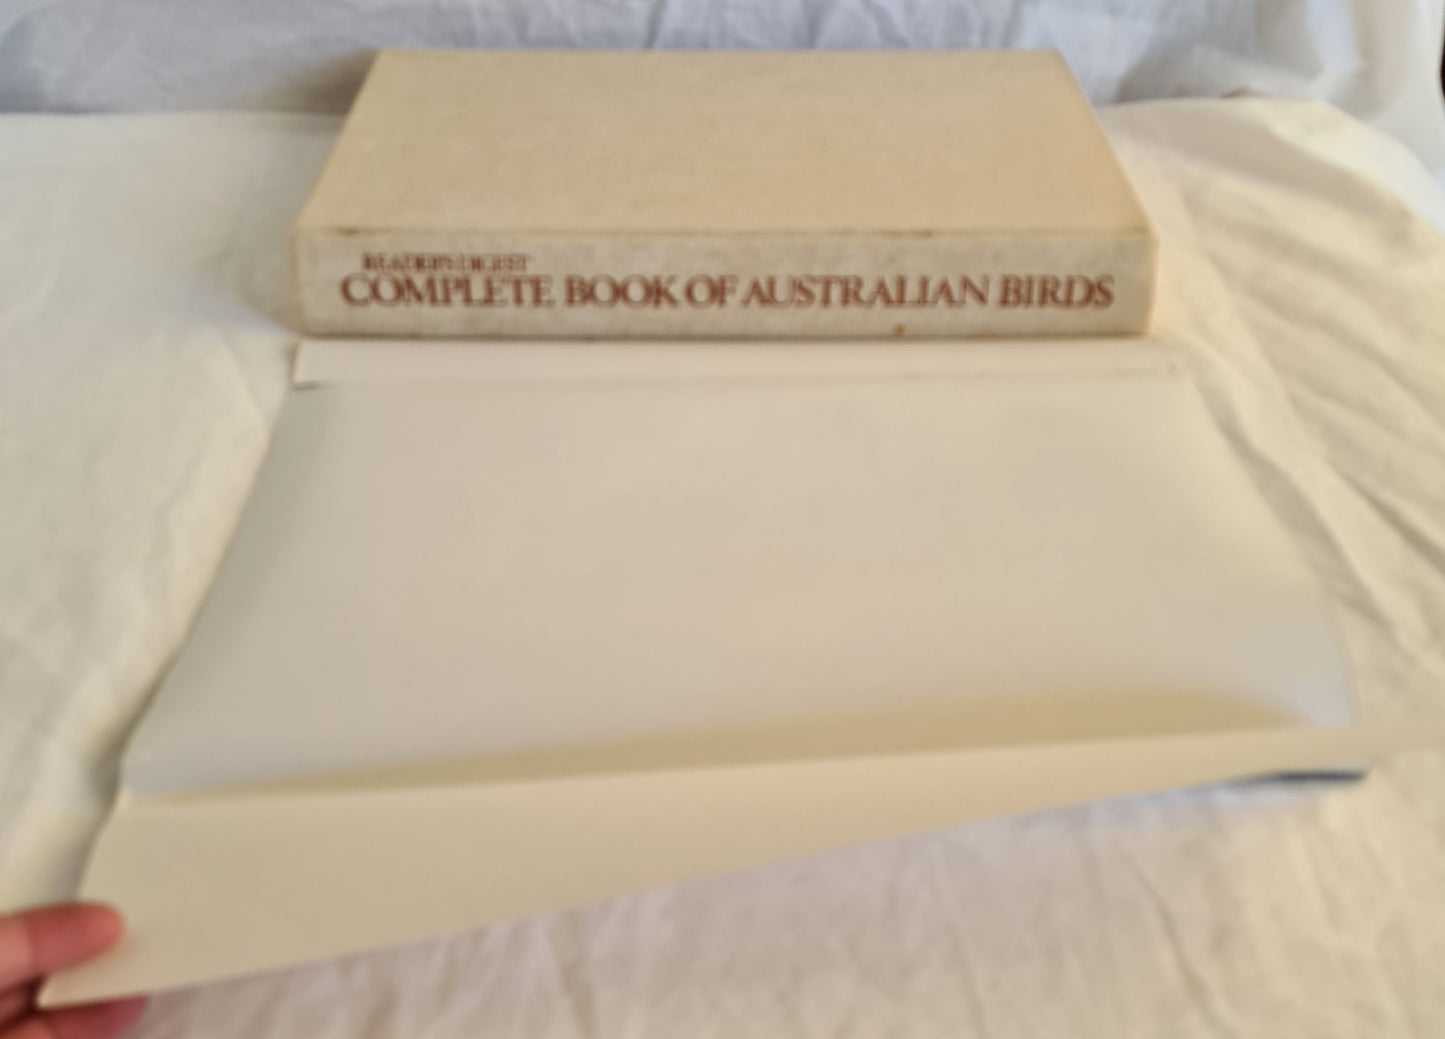 READER'S DIGEST
COMPLETE BOOK OF AUSTRALIAN BIRDS